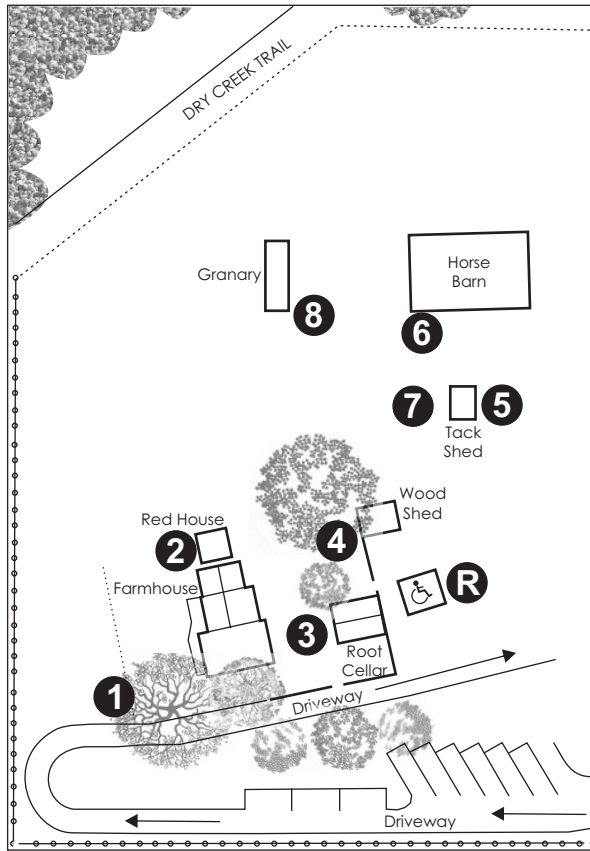 DRY CREEK TRAIL
Granary
Horse
Barn
8
6
7
5
Tack
Shed
Wood
Shed
Red House
4
2
Farmhouse
R
3
Root
Cellar
1
Driveway
Driveway